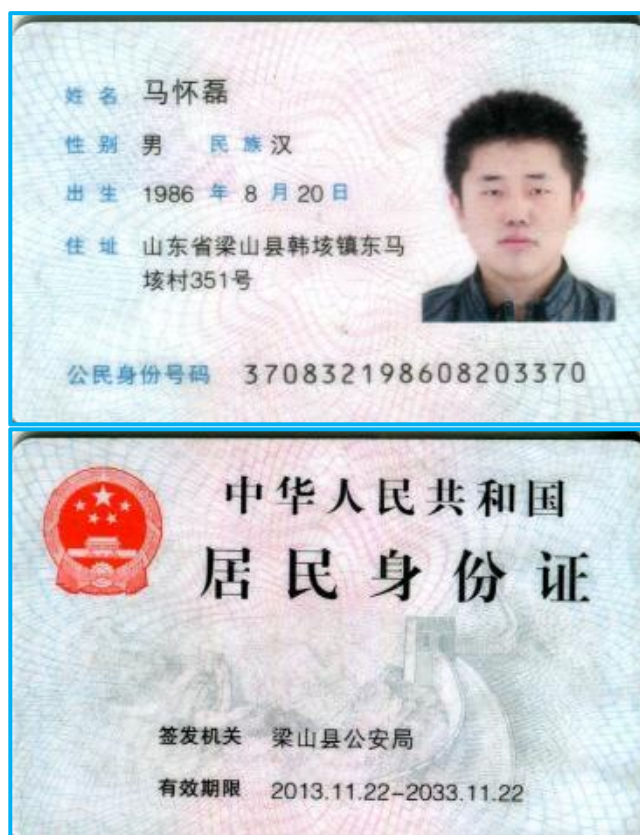 姓名 马怀磊
性别 男 民族 汉
出生 1986 年 8 月 20 日
住址 山东省梁山县韩垓镇东马
垓村351号
公民身份号码 370832198608203370
中华人民共和国
居民身份证
签发机关 梁山县公安局
有效期限 2013.11.22-2033.11.22